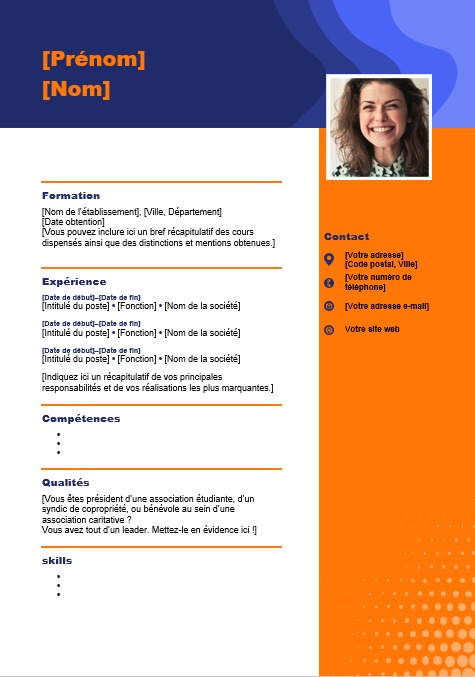 [Prénom]
[Nom]
Formation
[Nom de l'établissement], [Ville, Département]
[Date obtention]
[Vous pouvez inclure ici un bref récapitulatif des cours
dispensés ainsi que des distinctions et mentions obtenues.]
Expérience
[Date de début]–[Date de fin]
[Intitulé du poste] • [Fonction] • [Nom de la société]
[Date de début]–[Date de fin]
[Intitulé du poste] • [Fonction] • [Nom de la société]
[Date de début]–[Date de fin]
[Intitulé du poste] • [Fonction] • [Nom de la société]
[Indiquez ici un récapitulatif de vos principales
responsabilités et de vos réalisations les plus marquantes.]
Compétences
•
•
•
Qualités
[Vous êtes président d'une association étudiante, d'un
syndic de copropriété, ou bénévole au sein d'une
association caritative ?
Vous avez tout d'un leader. Mettez-le en évidence ici !]
skills
•
•
•
Contact
[Votre adresse]
[Code postal, Ville]
[Votre numéro de
téléphone]
[Votre adresse e-mail]
Votre site web